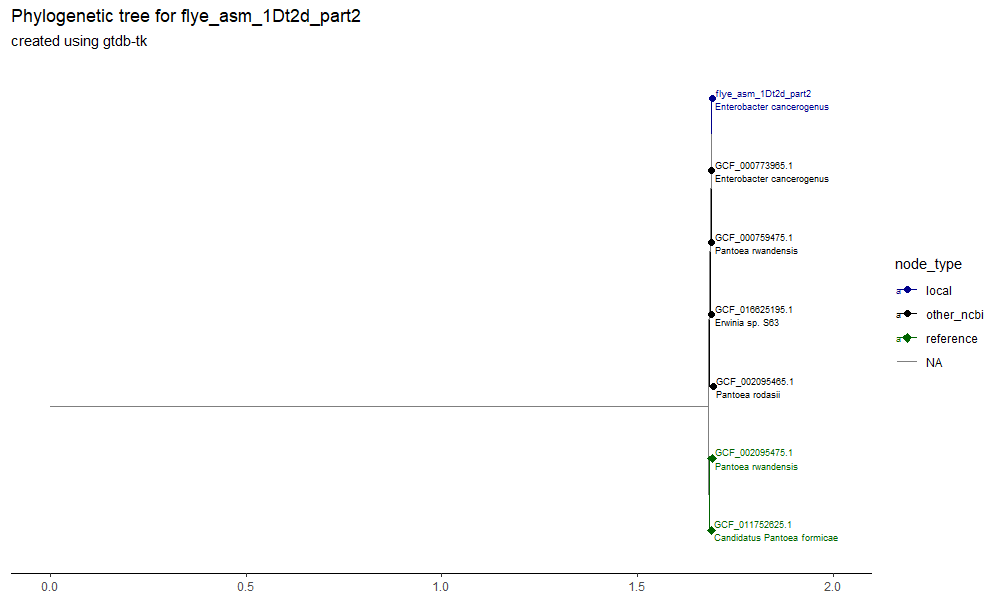 Phylogenetic tree for flye_asm_1Dt2d_part2
created using gtdb-tk
flye_asm_1Dt2d_part2
Enterobacter cancerogenus
GCF_000773965.1
Enterobacter cancerogenus
GCF_000759475.1
Pantoea rwandensis
GCF_016625195.1
Erwinia sp. S63
GCF_002095465.1
Pantoea rodasii
GCF_002095475.1
Pantoea rwandensis
GCF_011752625.1
Candidatus Pantoea formicae
node_type
a local
a other_ncbi
a reference
NA
0.0 0.5 1.0 1.5 2.0